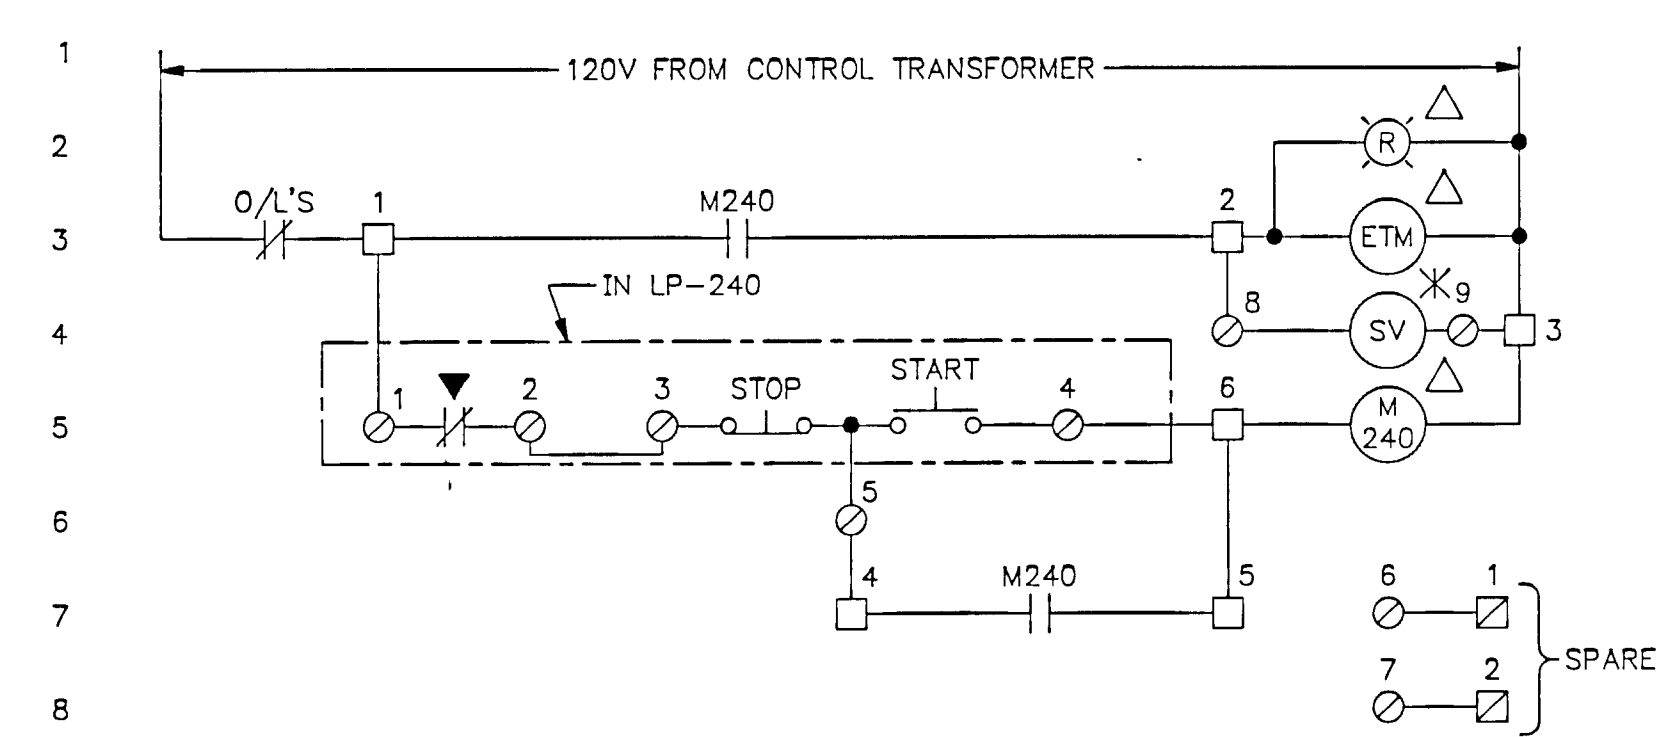 1
120V FROM CONTROL TRANSFORMER
2
R
O/L'S
1
M240
2
3
ETM
IN LP-240
8
9
4
SV
3
1
2
3
STOP
START
4
6
5
M
240
5
6
4
M240
5
6
1
7
SPARE
7
2
8